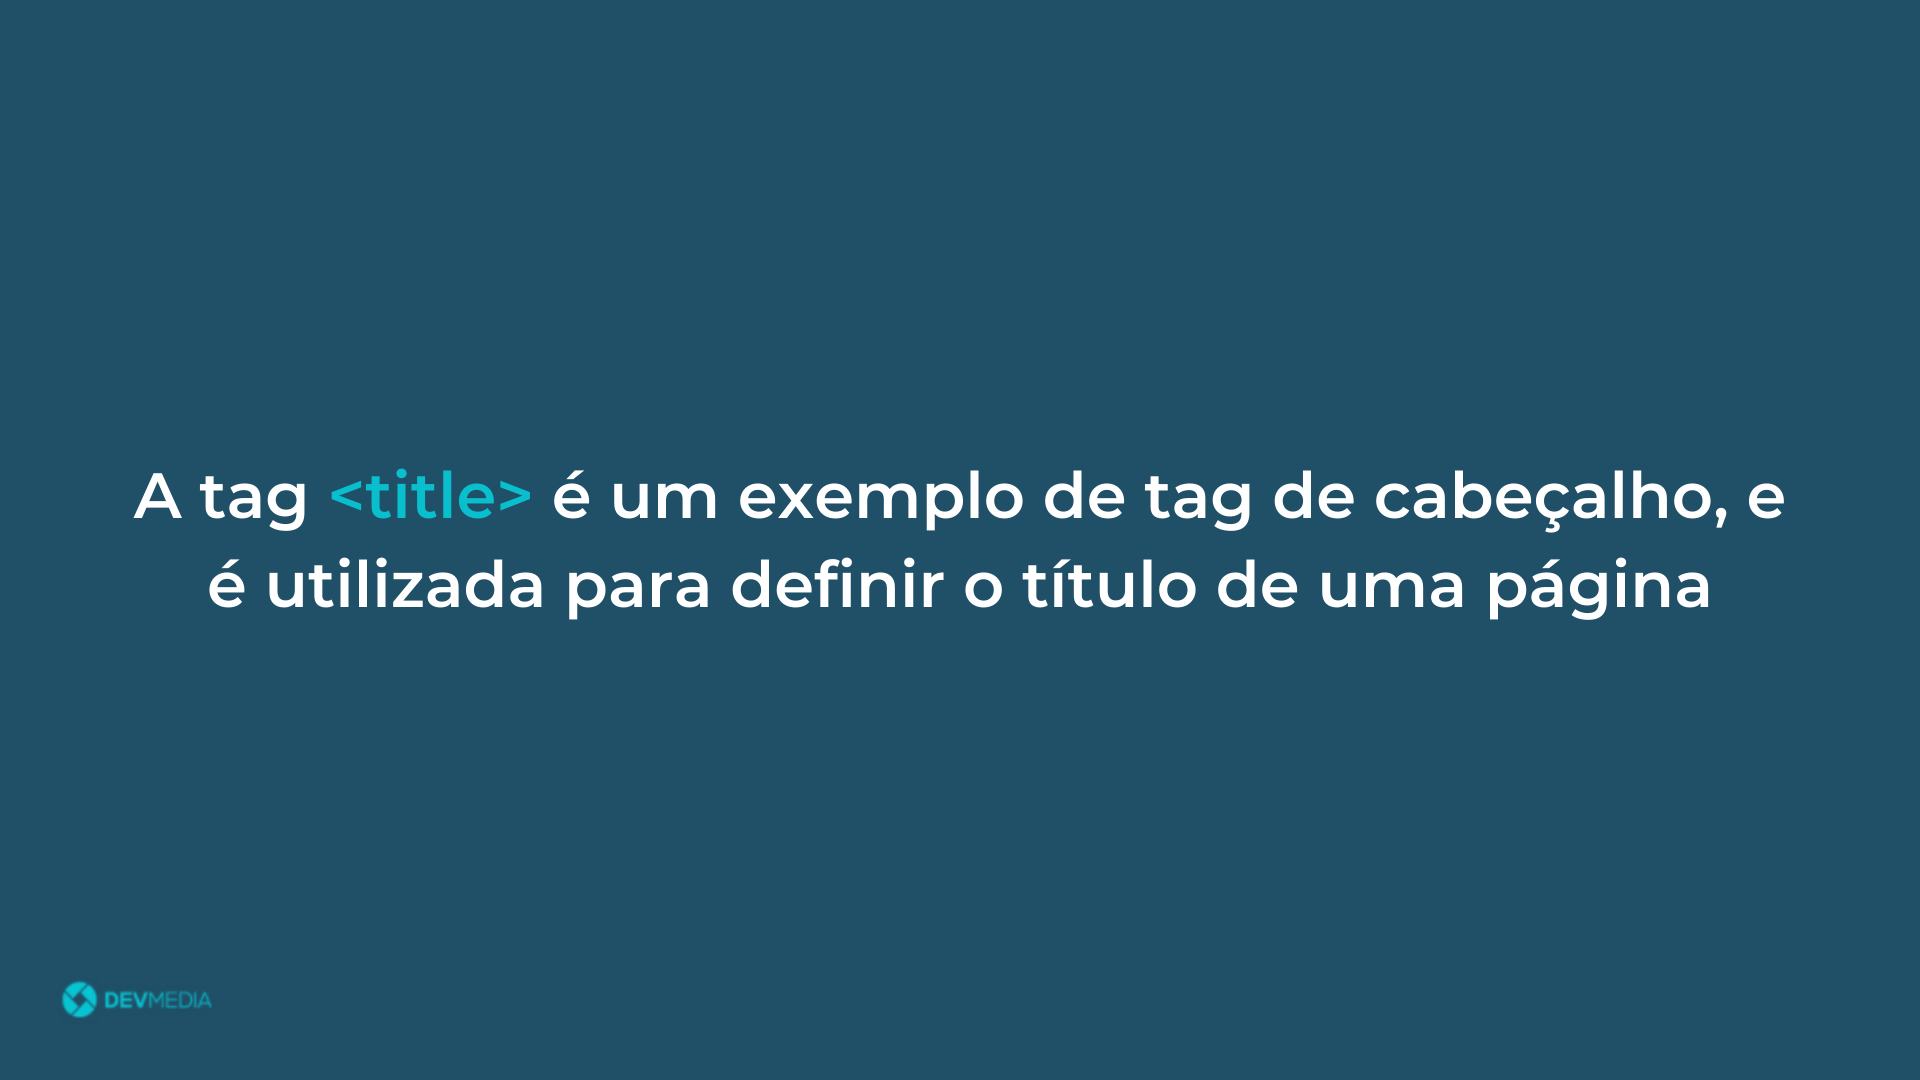 A tag <title> é um exemplo de tag de cabeçalho, e
é utilizada para definir o título de uma página
DEVMEDIA